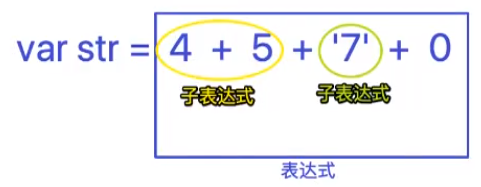 var str = 4 + 5 + '7' + 0
子表达式 子表达式
表达式